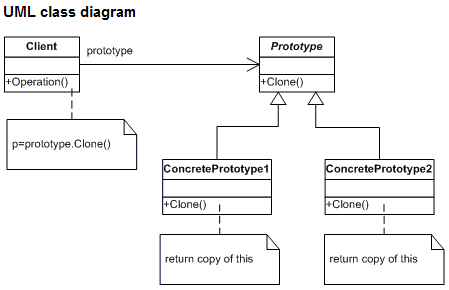 UML class diagram
Client
prototype
Prototype
+Operation()
+Clone()
p=prototype.Clone()
ConcretePrototype1
ConcretePrototype2
+Clone()
+Clone()
return copy of this
return copy of this